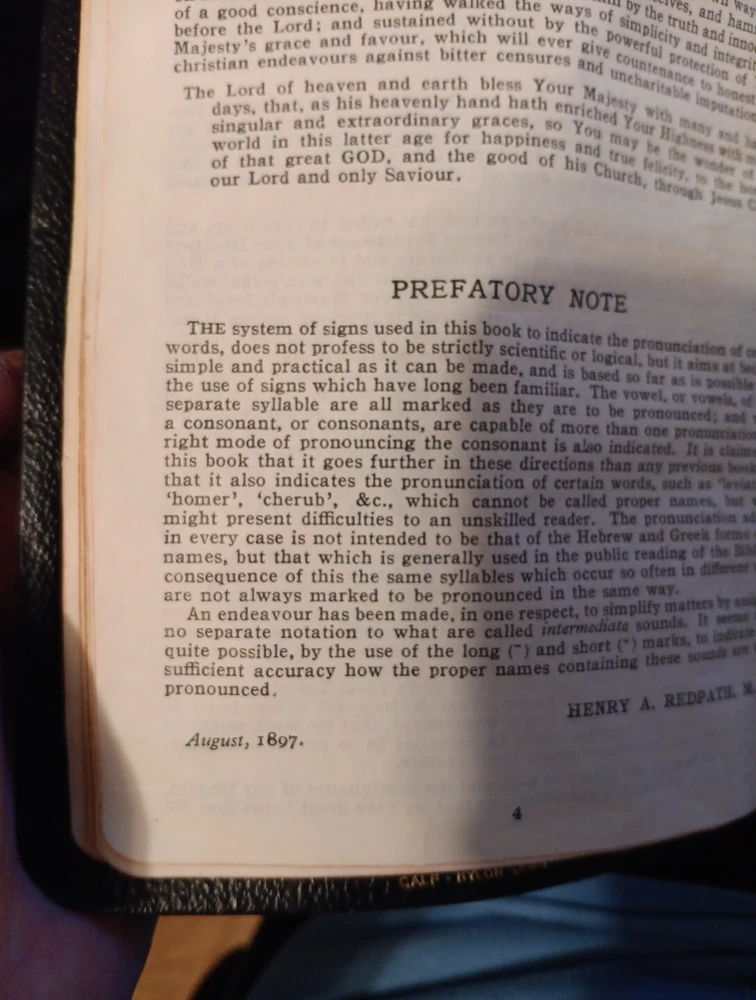 of a good conscience, having walked the ways of simplicity and integrit
before the Lord; and sustained without by the powerful protection of
Majesty's grace and favour, which will ever give countenance to honest
christian endeavours against bitter censures and uncharitable imputation
The Lord of heaven and earth bless Your Majesty with many and
days, that, as his heavenly hand hath enriched Your Highness with
singular and extraordinary graces, so You may be the wonder of
world in this latter age for happiness and true felicity, to the
of that great GOD, and the good of his Church, through Jesus C
our Lord and only Saviour.
PREFATORY NOTE
THE system of signs used in this book to indicate the pronunciation of
words, does not profess to be strictly scientific or logical, but it aims at
simple and practical as it can be made, and is based so far as is possible
the use of signs which have long been familiar. The vowel, or vowels, of
separate syllable are all marked as they are to be pronounced; and
a consonant, or consonants, are capable of more than one pronunciation
right mode of pronouncing the consonant is also indicated. It is claime
this book that it goes further in these directions than any previous book
that it also indicates the pronunciation of certain words, such as 'levia
'homer', 'cherub', &c., which cannot be called proper names, but
might present difficulties to an unskilled reader. The pronunciation
in every case is not intended to be that of the Hebrew and Greek forms
names, but that which is generally used in the public reading of the Bib
consequence of this the same syllables which occur so often in different
are not always marked to be pronounced in the same way.
An endeavour has been made, in one respect, to simplify matters by
no separate notation to what are called intermediate sounds. It seems
quite possible, by the use of the long (¯) and short (˘) marks, to indicate
sufficient accuracy how the proper names containing these sounds are
pronounced.
HENRY A. REDPATH, M.
August, 1897.
4